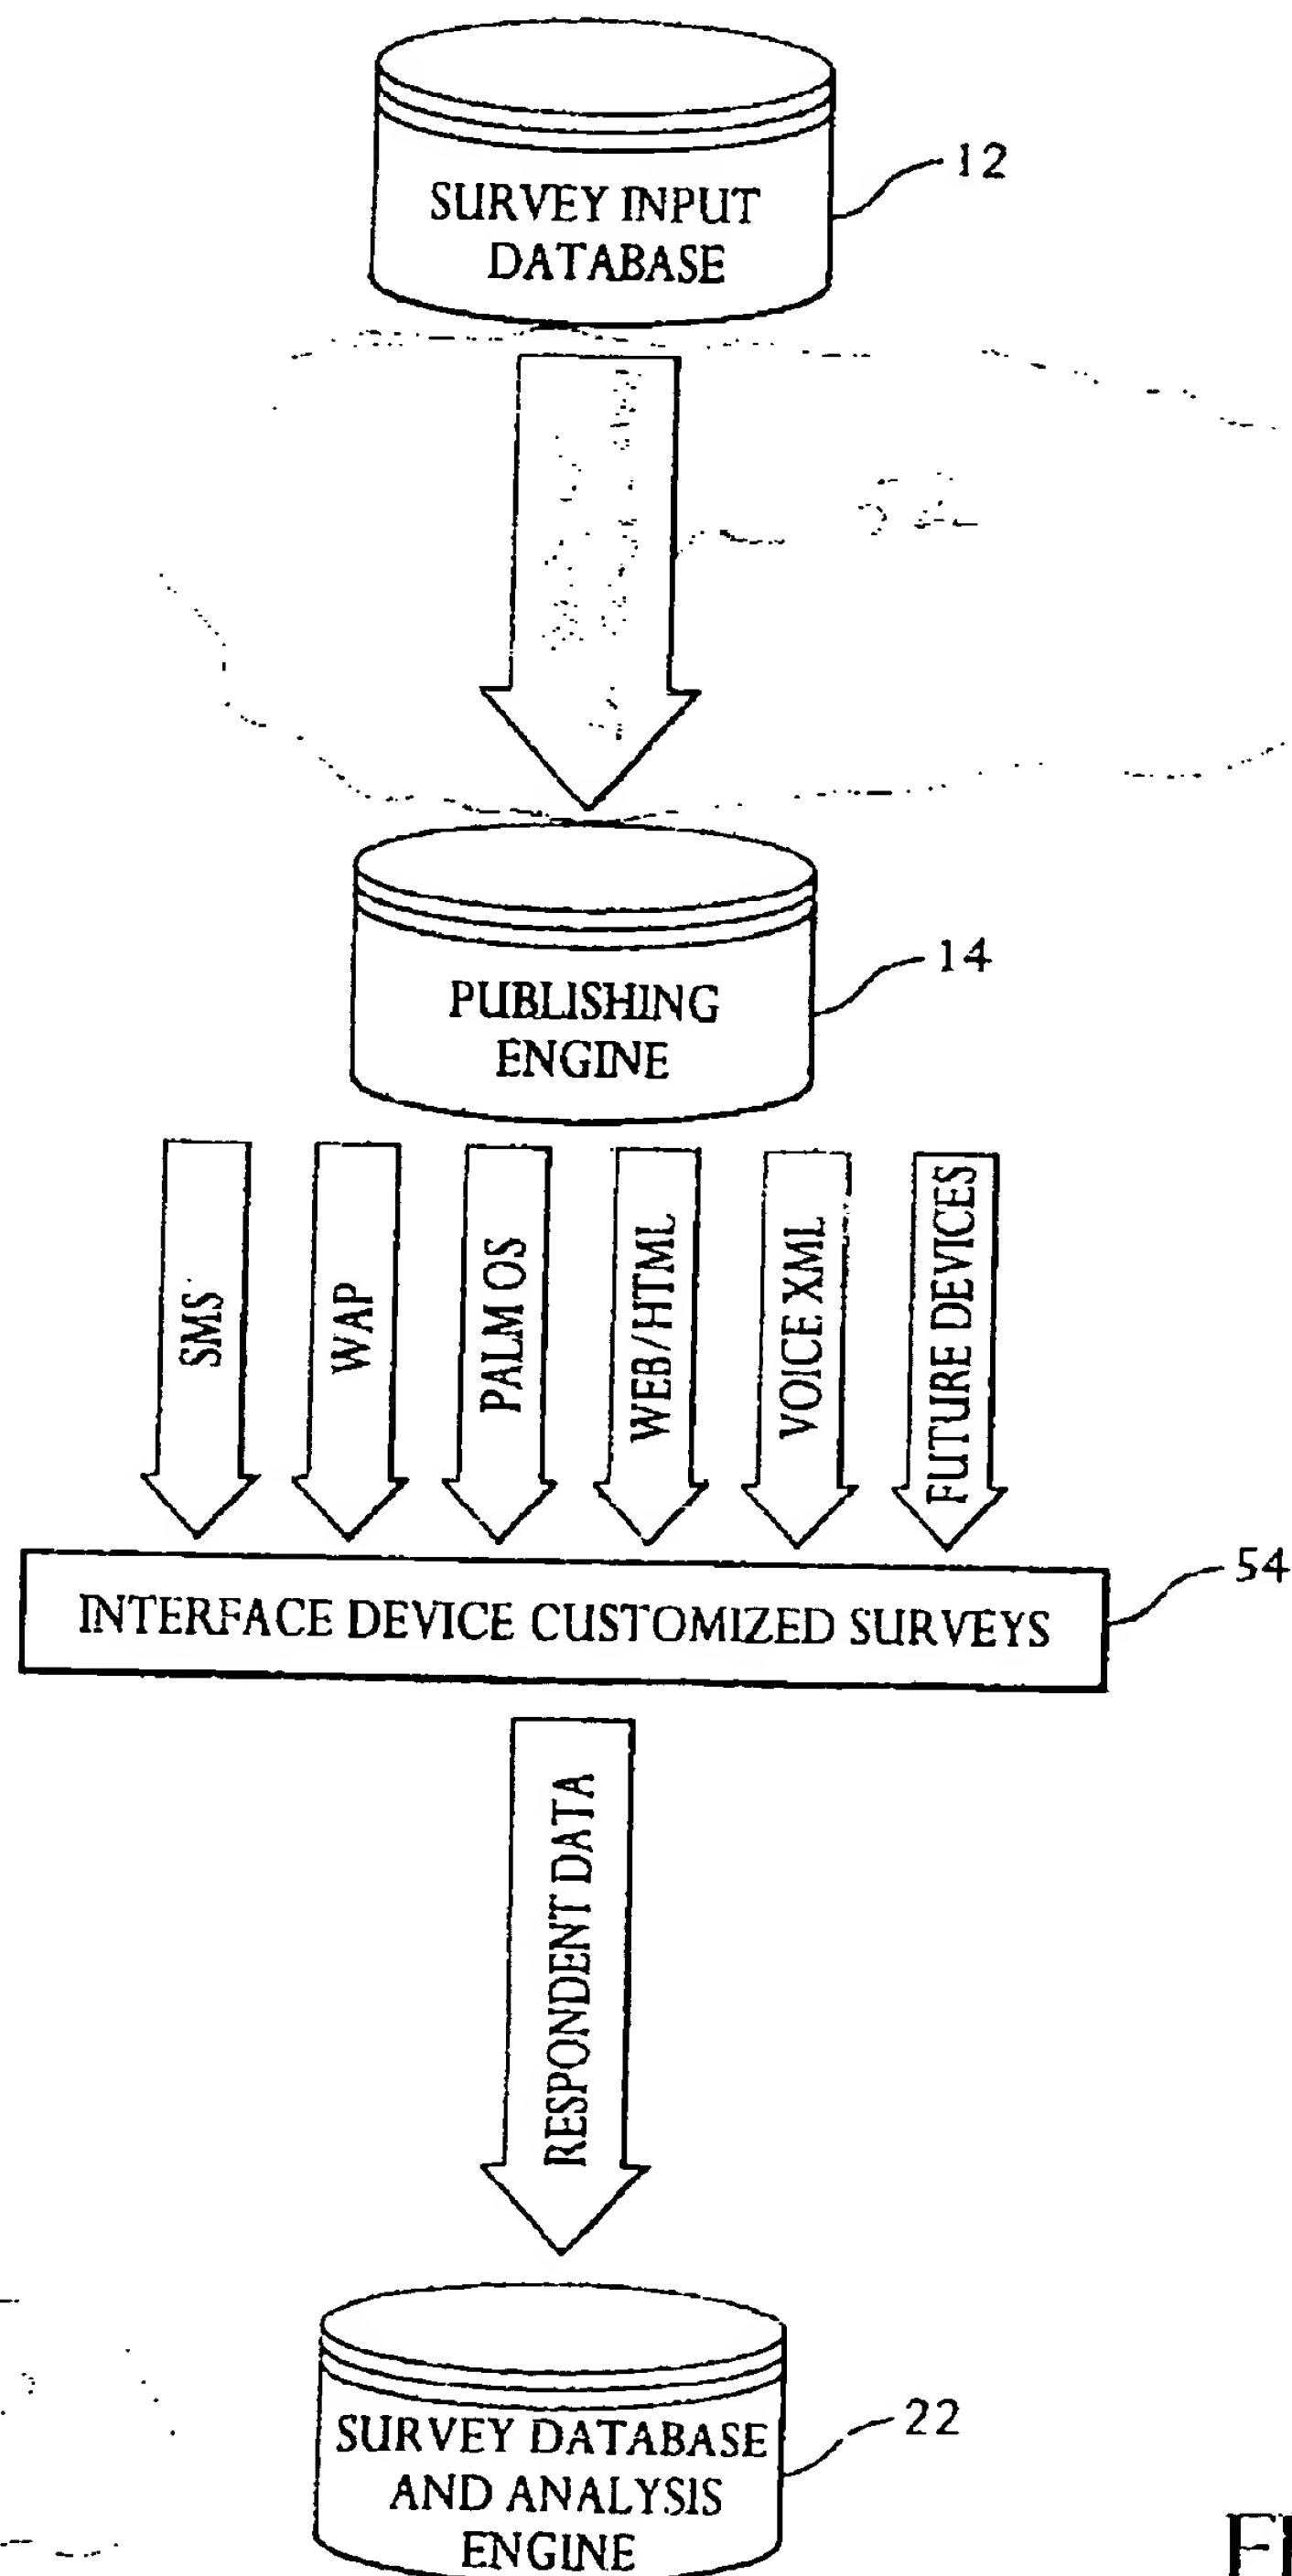 12
SURVEY INPUT
DATABASE
14
PUBLISHING
ENGINE
SMS
WAP
PALM OS
WEB/HTML
VOICE XML
FUTURE DEVICES
54
INTERFACE DEVICE CUSTOMIZED SURVEYS
RESPONDENT DATA
22
SURVEY DATABASE
AND ANALYSIS
ENGINE